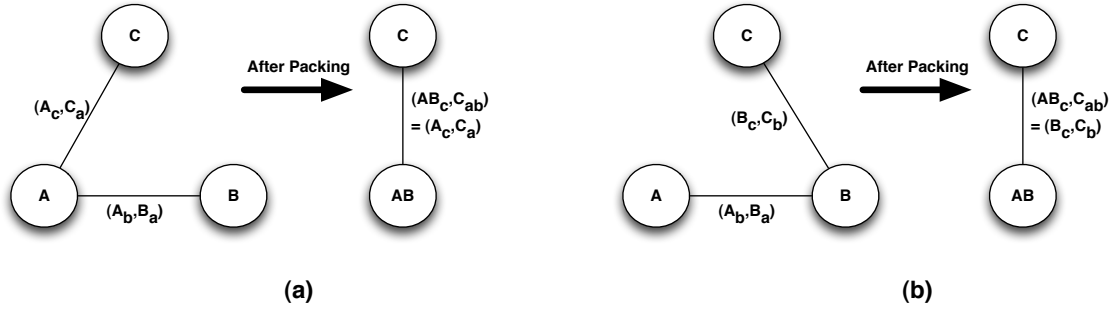 C
(A_c,C_a)
A
(A_b,B_a)
B
After Packing
C
(AB_c,C_ab)
= (A_c,C_a)
AB
(a)
C
(B_c,C_b)
A
(A_b,B_a)
B
After Packing
C
(AB_c,C_ab)
= (B_c,C_b)
AB
(b)